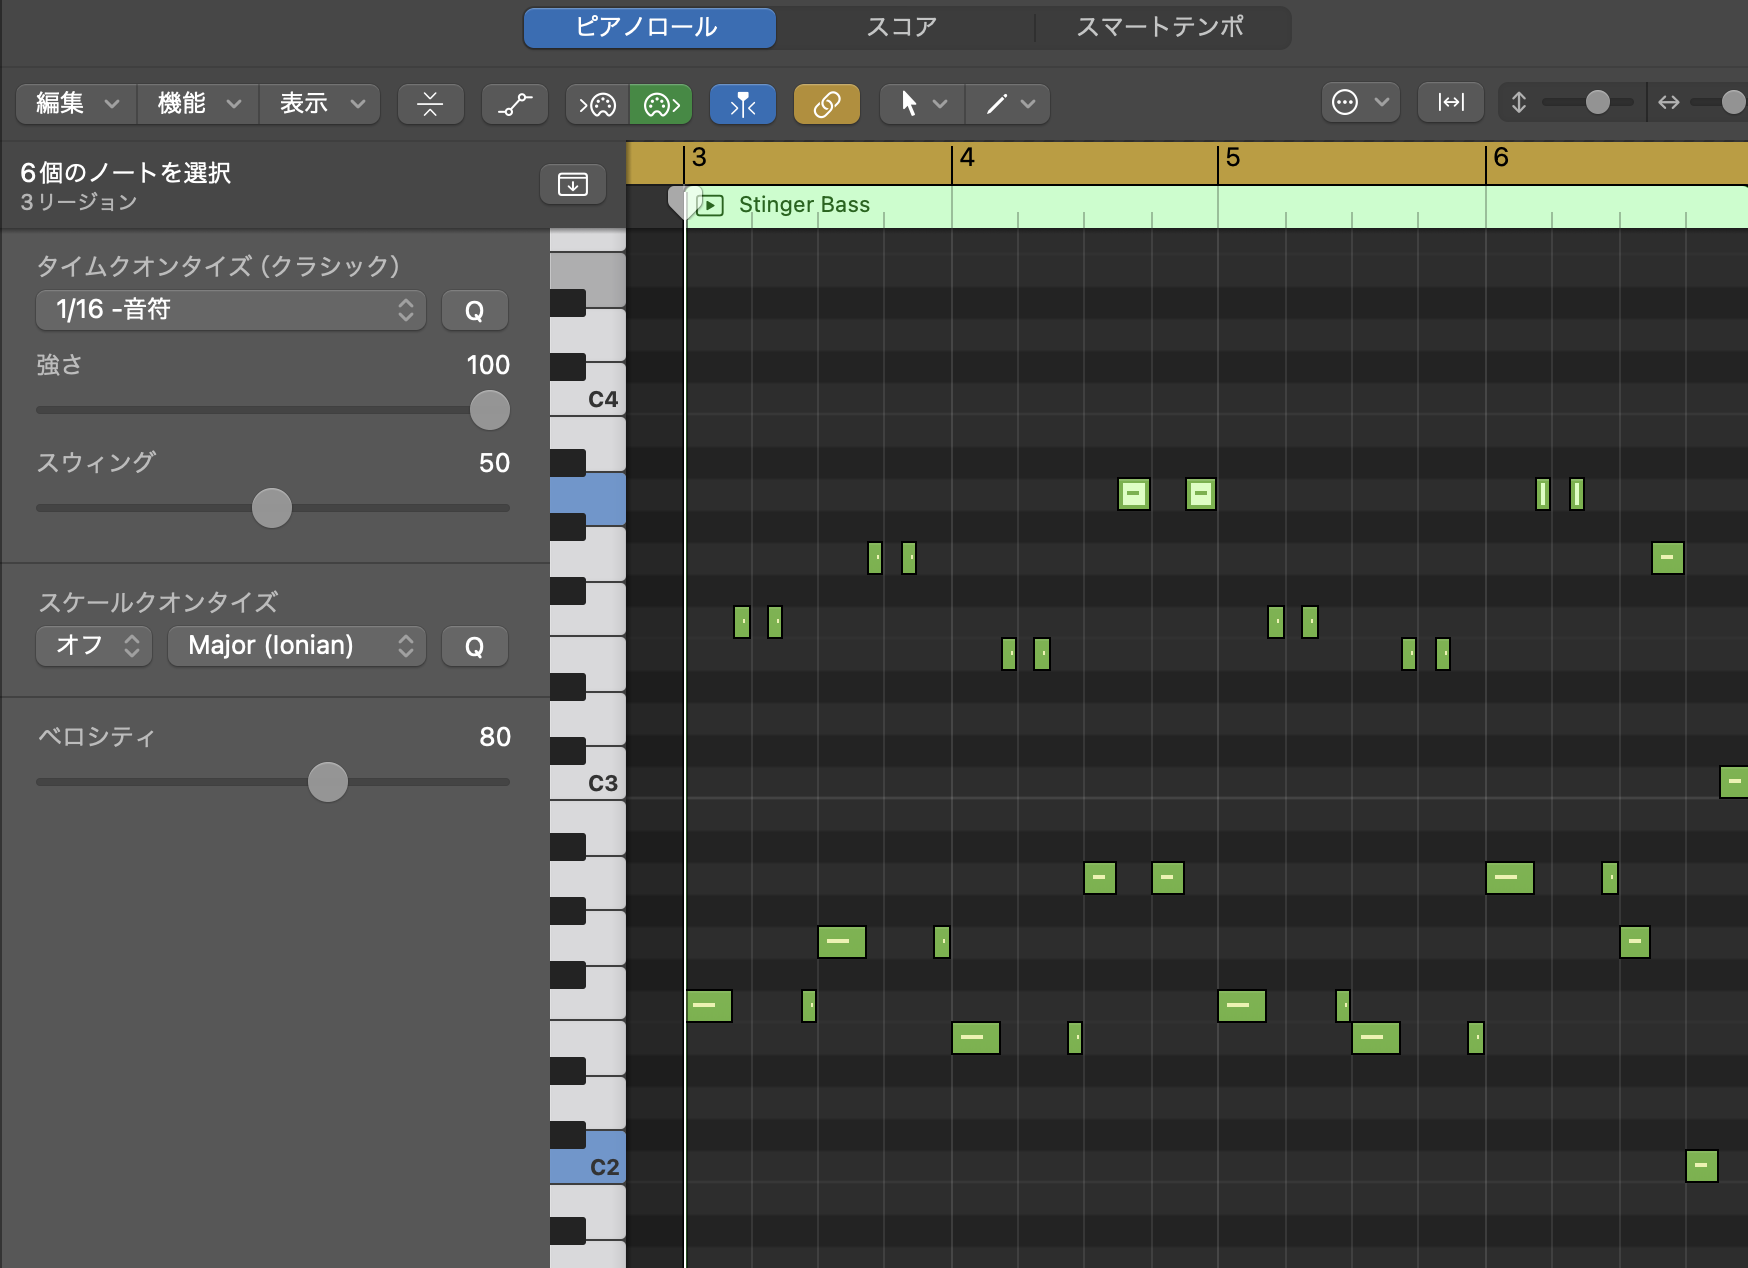 ピアノロール
スコア
スマートテンポ
編集
機能
表示
6個のノートを選択
3リージョン
3
4
5
6
Stinger Bass
タイムクオンタイズ (クラシック)
1/16 -音符
Q
強さ
100
スウィング
50
スケールクオンタイズ
オフ
Major (Ionian)
Q
ベロシティ
80
C4
C3
C2